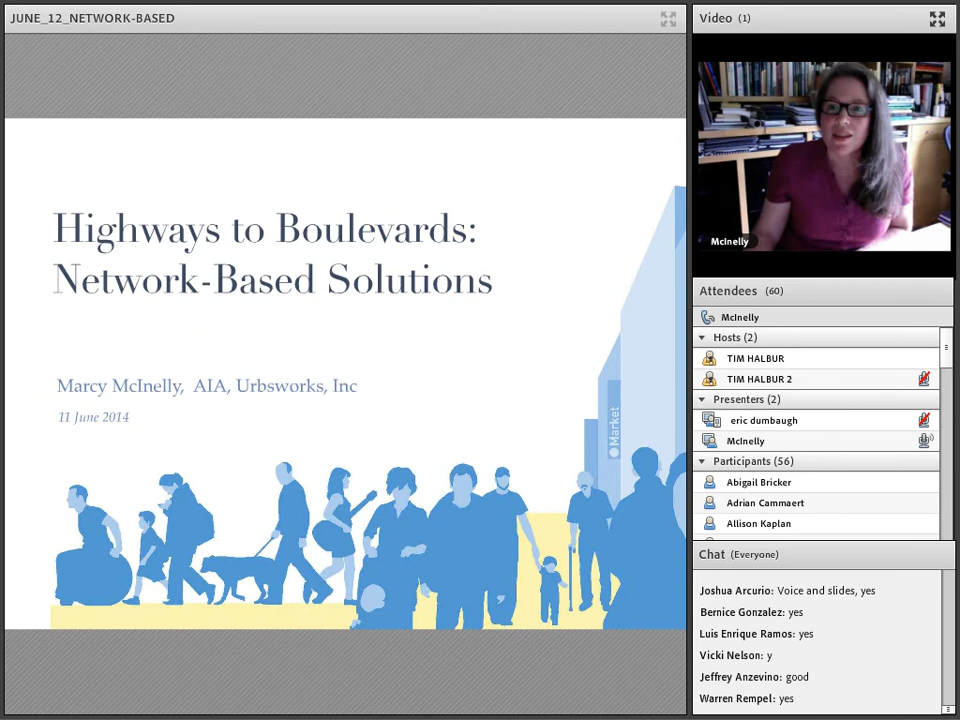 JUNE_12_NETWORK-BASED
Highways to Boulevards:
Network-Based Solutions
Marcy McInelly, AIA, Urbsworks, Inc
11 June 2014
Market
Video (1)
McInelly
Attendees (60)
McInelly
Hosts (2)
TIM HALBUR
TIM HALBUR 2
Presenters (2)
eric dumbaugh
McInelly
Participants (56)
Abigail Bricker
Adrian Cammaert
Allison Kaplan
Chat (Everyone)
Joshua Arcurio: Voice and slides, yes
Bernice Gonzalez: yes
Luis Enrique Ramos: yes
Vicki Nelson: y
Jeffrey Anzevino: good
Warren Rempel: yes